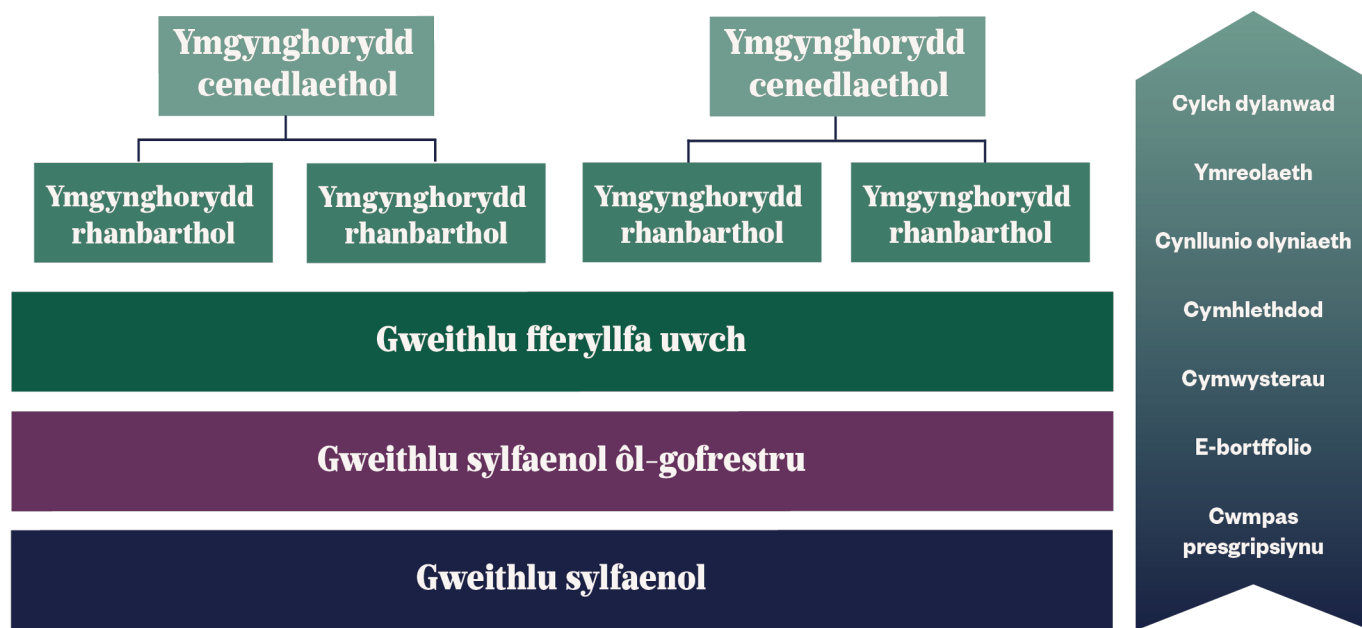 Ymgynghorydd
cenedlaethol
Ymgynghorydd
cenedlaethol
Ymgynghorydd
rhanbarthol
Ymgynghorydd
rhanbarthol
Ymgynghorydd
rhanbarthol
Ymgynghorydd
rhanbarthol
Gweithlu fferyllfa uwch
Gweithlu sylfaenol ôl-gofrestru
Gweithlu sylfaenol
Cylch dylanwad
Ymreolaeth
Cynllunio olyniaeth
Cymhlethdod
Cymwysterau
E-bortffolio
Cwmpas
presgripsiynu